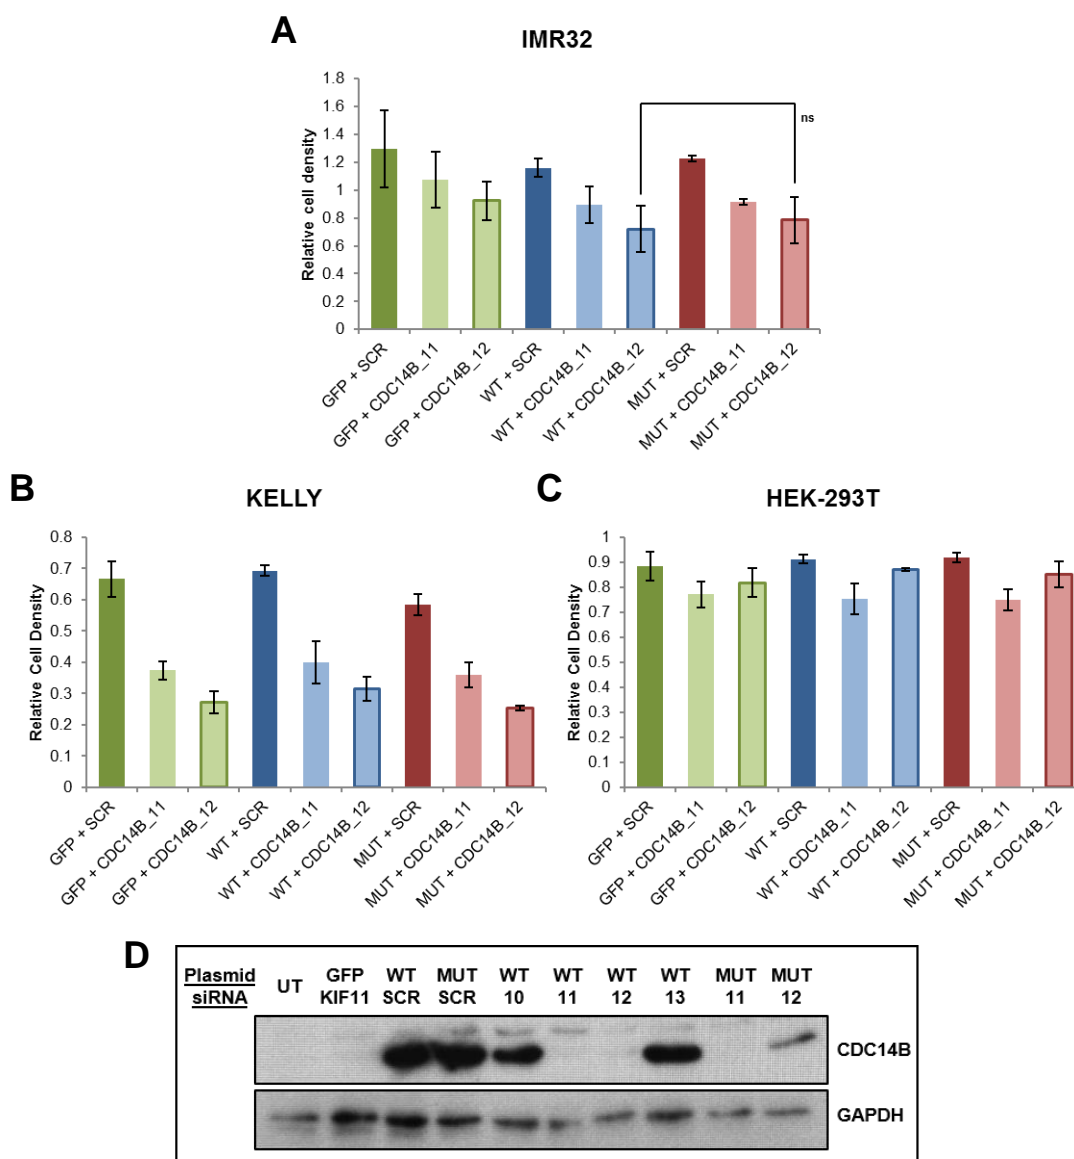 A
IMR32
Relative cell density
1.8
1.6
1.4
1.2
1
0.8
0.6
0.4
0.2
0
ns
GFP + SCR
GFP + CDC14B_11
GFP + CDC14B_12
WT + SCR
WT + CDC14B_11
WT + CDC14B_12
MUT + SCR
MUT + CDC14B_11
MUT + CDC14B_12
B
KELLY
Relative Cell Density
0.8
0.7
0.6
0.5
0.4
0.3
0.2
0.1
0
GFP + SCR
GFP + CDC14B_11
GFP + CDC14B_12
WT + SCR
WT + CDC14B_11
WT + CDC14B_12
MUT + SCR
MUT + CDC14B_11
MUT + CDC14B_12
C
HEK-293T
Relative Cell Density
1
0.9
0.8
0.7
0.6
0.5
0.4
0.3
0.2
0.1
0
GFP + SCR
GFP + CDC14B_11
GFP + CDC14B_12
WT + SCR
WT + CDC14B_11
WT + CDC14B_12
MUT + SCR
MUT + CDC14B_11
MUT + CDC14B_12
D
Plasmid UT GFP WT MUT WT WT WT WT MUT MUT
siRNA KIF11 SCR SCR 10 11 12 13 11 12
CDC14B
GAPDH